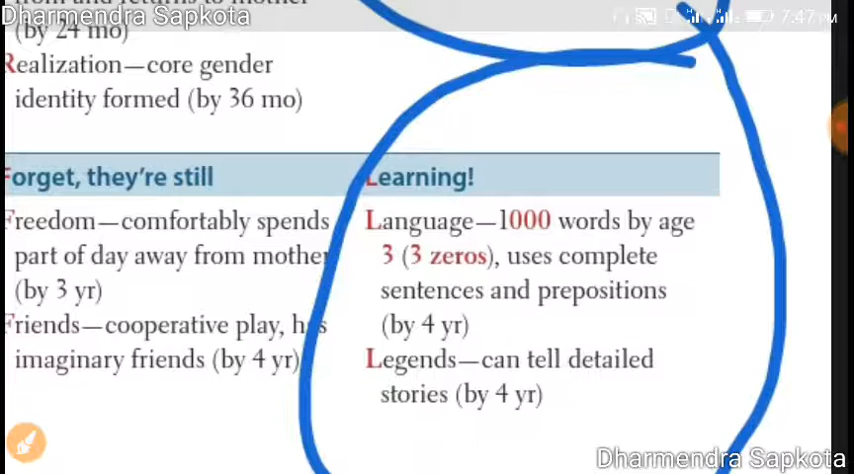 Dharmendra Sapkota
7:47 PM
(by 24 mo)
Realization—core gender
identity formed (by 36 mo)
Forget, they're still
Freedom—comfortably spends
part of day away from mother
(by 3 yr)
Friends—cooperative play, has
imaginary friends (by 4 yr)
Learning!
Language—1000 words by age
3 (3 zeros), uses complete
sentences and prepositions
(by 4 yr)
Legends—can tell detailed
stories (by 4 yr)
Dharmendra Sapkota